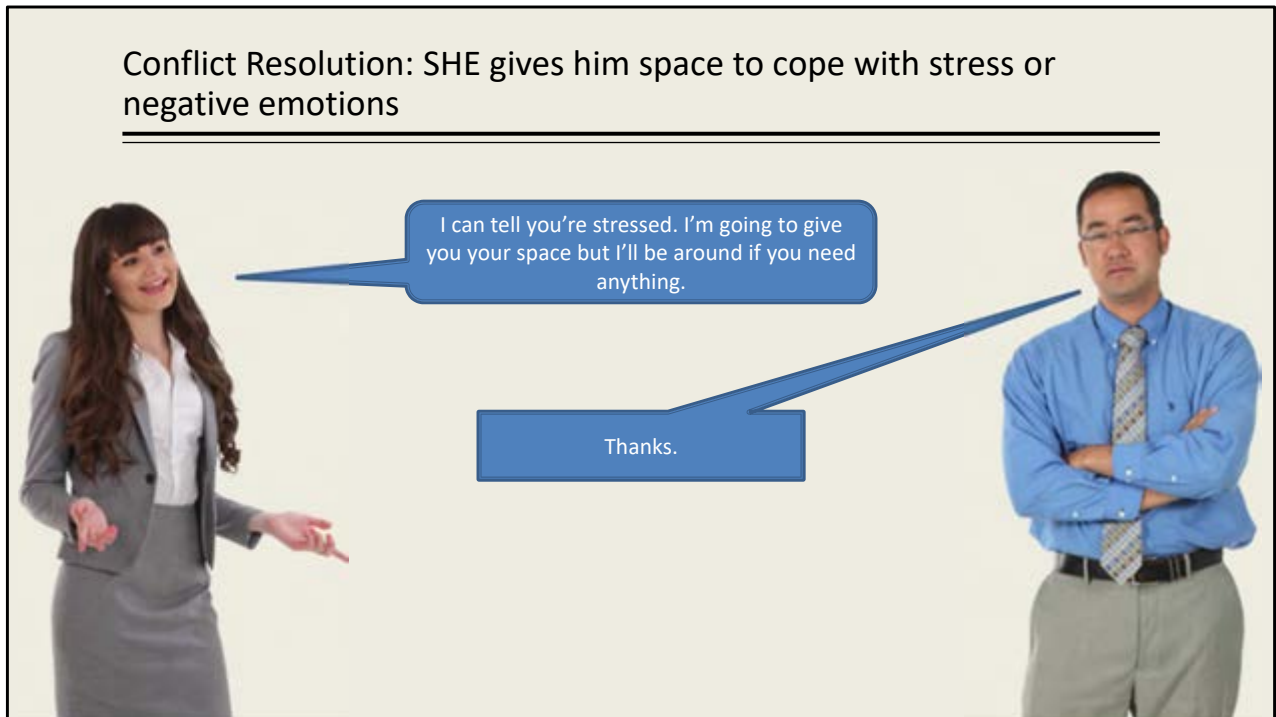 Conflict Resolution: SHE gives him space to cope with stress or
negative emotions
I can tell you’re stressed. I’m going to give
you your space but I’ll be around if you need
anything.
Thanks.